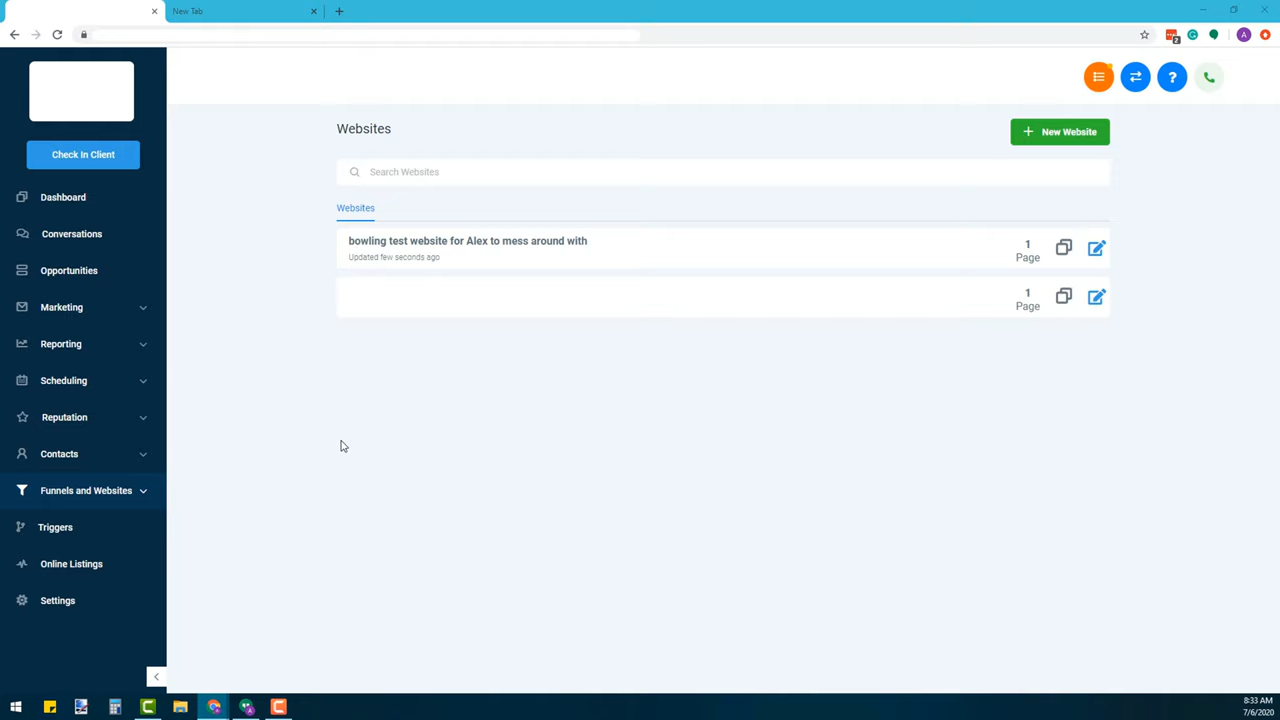 New Tab
2
A
Check In Client
Dashboard
Conversations
Opportunities
Marketing
Reporting
Scheduling
Reputation
Contacts
Funnels and Websites
Triggers
Online Listings
Settings
Websites
New Website
Search Websites
Websites
bowling test website for Alex to mess around with
Updated few seconds ago
1
Page
1
Page
8:33 AM
7/6/2020